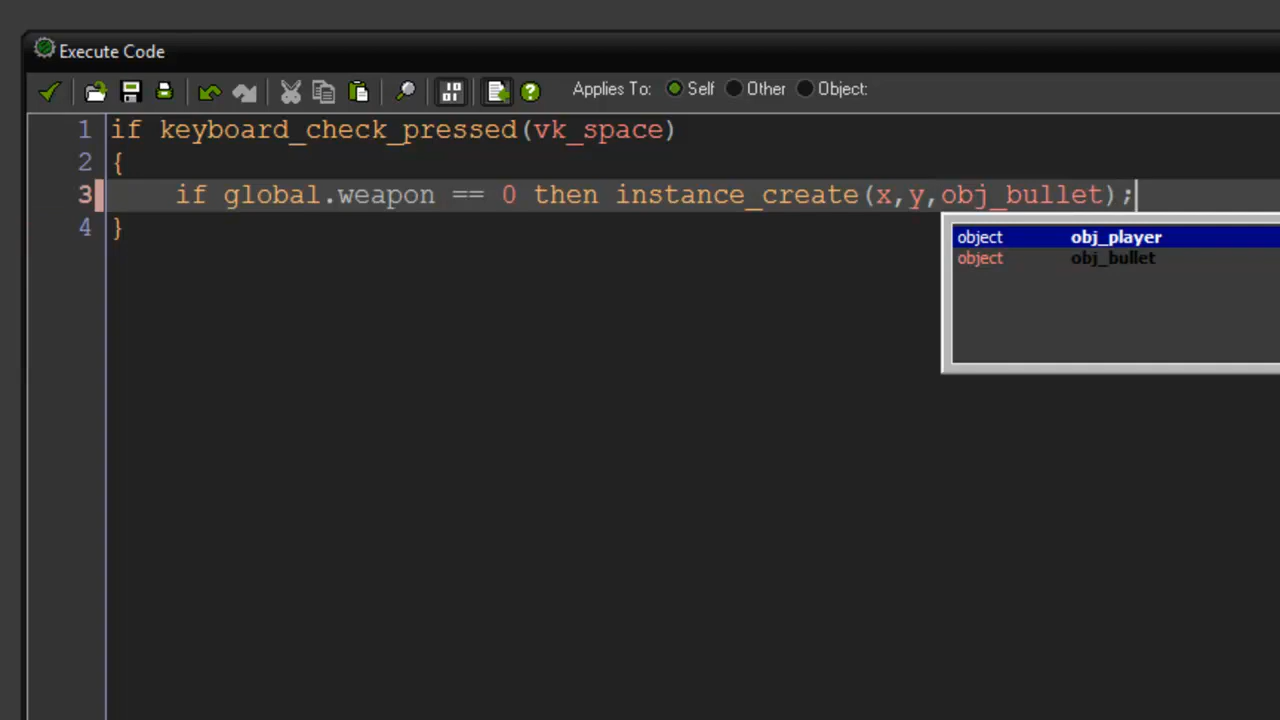 Execute Code
Applies To: Self Other Object:
1 if keyboard_check_pressed(vk_space)
2 {
3     if global.weapon == 0 then instance_create(x,y,obj_bullet);
4 }
object obj_player
object obj_bullet